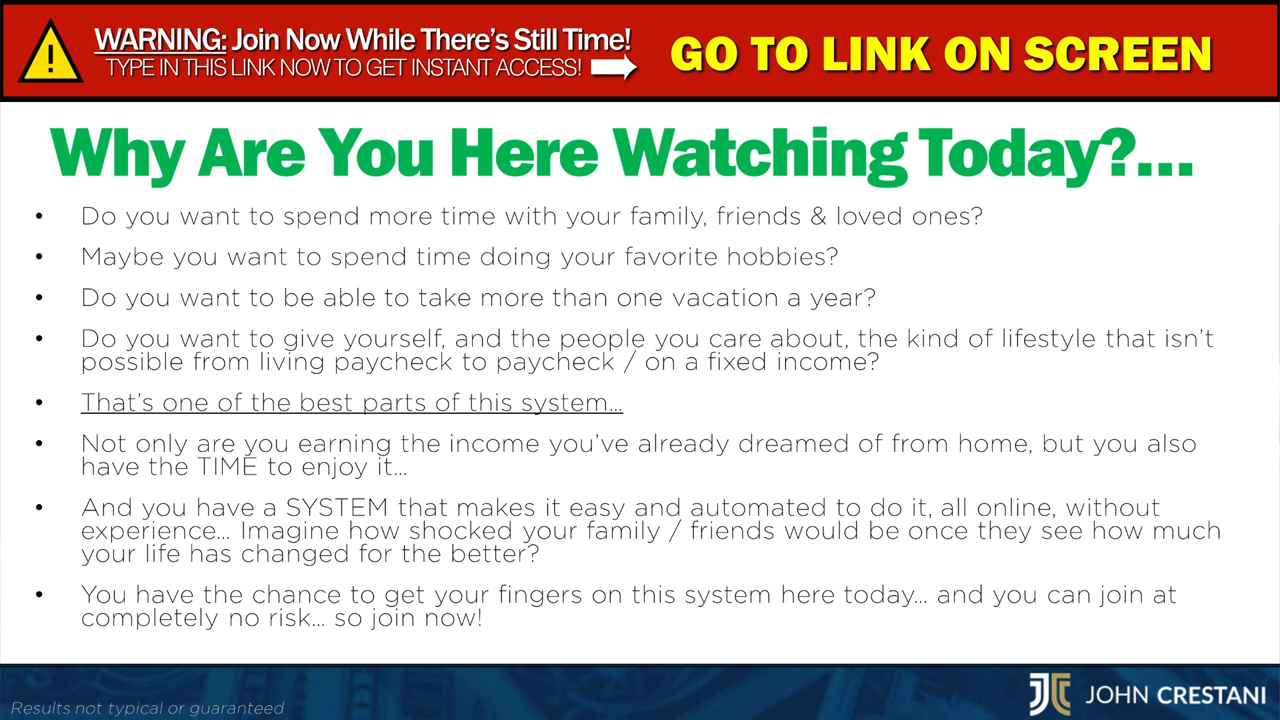 WARNING: Join Now While There's Still Time!
TYPE IN THIS LINK NOW TO GET INSTANT ACCESS!
GO TO LINK ON SCREEN
Why Are You Here Watching Today?...
• Do you want to spend more time with your family, friends & loved ones?
• Maybe you want to spend time doing your favorite hobbies?
• Do you want to be able to take more than one vacation a year?
• Do you want to give yourself, and the people you care about, the kind of lifestyle that isn't
possible from living paycheck to paycheck / on a fixed income?
• That's one of the best parts of this system...
• Not only are you earning the income you've already dreamed of from home, but you also
have the TIME to enjoy it...
• And you have a SYSTEM that makes it easy and automated to do it, all online, without
experience... Imagine how shocked your family / friends would be once they see how much
your life has changed for the better?
• You have the chance to get your fingers on this system here today... and you can join at
completely no risk... so join now!
Results not typical or guaranteed
JOHN CRESTANI